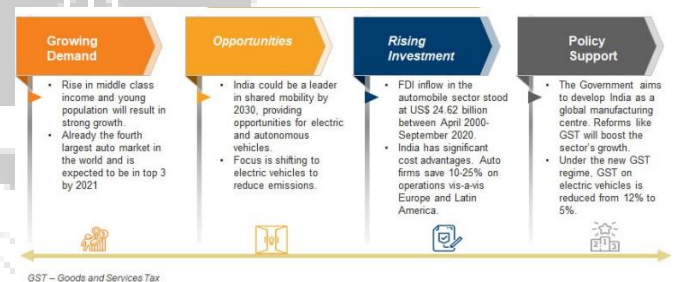 Growing
Demand
• Rise in middle class
income and young
population will result in
strong growth.
• Already the fourth
largest auto market in
the world and is
expected to be in top 3
by 2021
Opportunities
• India could be a leader
in shared mobility by
2030, providing
opportunities for electric
and autonomous
vehicles.
• Focus is shifting to
electric vehicles to
reduce emissions.
Rising
Investment
• FDI inflow in the
automobile sector stood
at US$ 24.62 billion
between April 2000-
September 2020.
• India has significant
cost advantages. Auto
firms save 10-25% on
operations vis-a-vis
Europe and Latin
America.
Policy
Support
• The Government aims
to develop India as a
global manufacturing
centre. Reforms like
GST will boost the
sector's growth.
• Under the new GST
regime, GST on
electric vehicles is
reduced from 12% to
5%.
2 1 3
GST – Goods and Services Tax